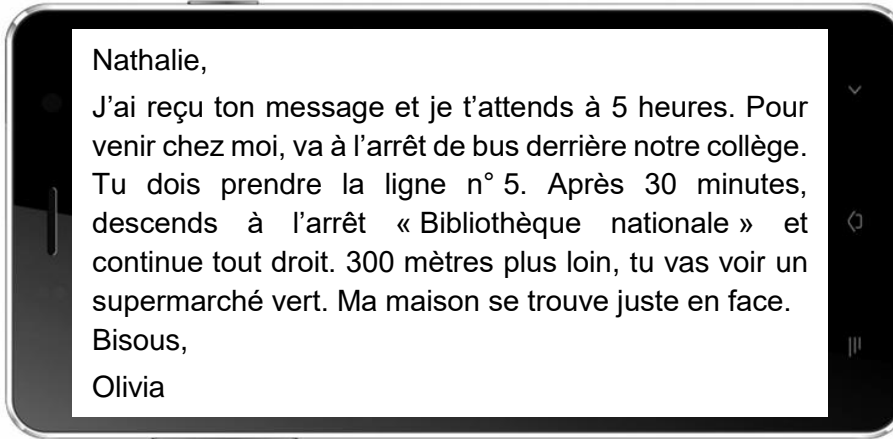 Nathalie,
J’ai reçu ton message et je t’attends à 5 heures. Pour
venir chez moi, va à l’arrêt de bus derrière notre collège.
Tu dois prendre la ligne n° 5. Après 30 minutes,
descends à l’arrêt « Bibliothèque nationale » et
continue tout droit. 300 mètres plus loin, tu vas voir un
supermarché vert. Ma maison se trouve juste en face.
Bisous,
Olivia